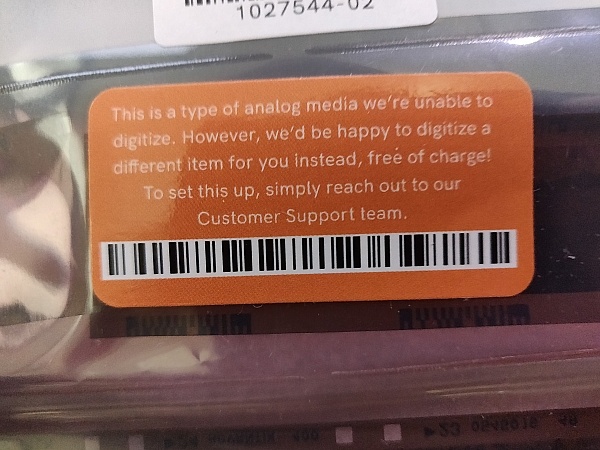 1027544-02
This is a type of analog media we're unable to
digitize. However, we'd be happy to digitize a
different item for you instead, free of charge!
To set this up, simply reach out to our
Customer Support team.